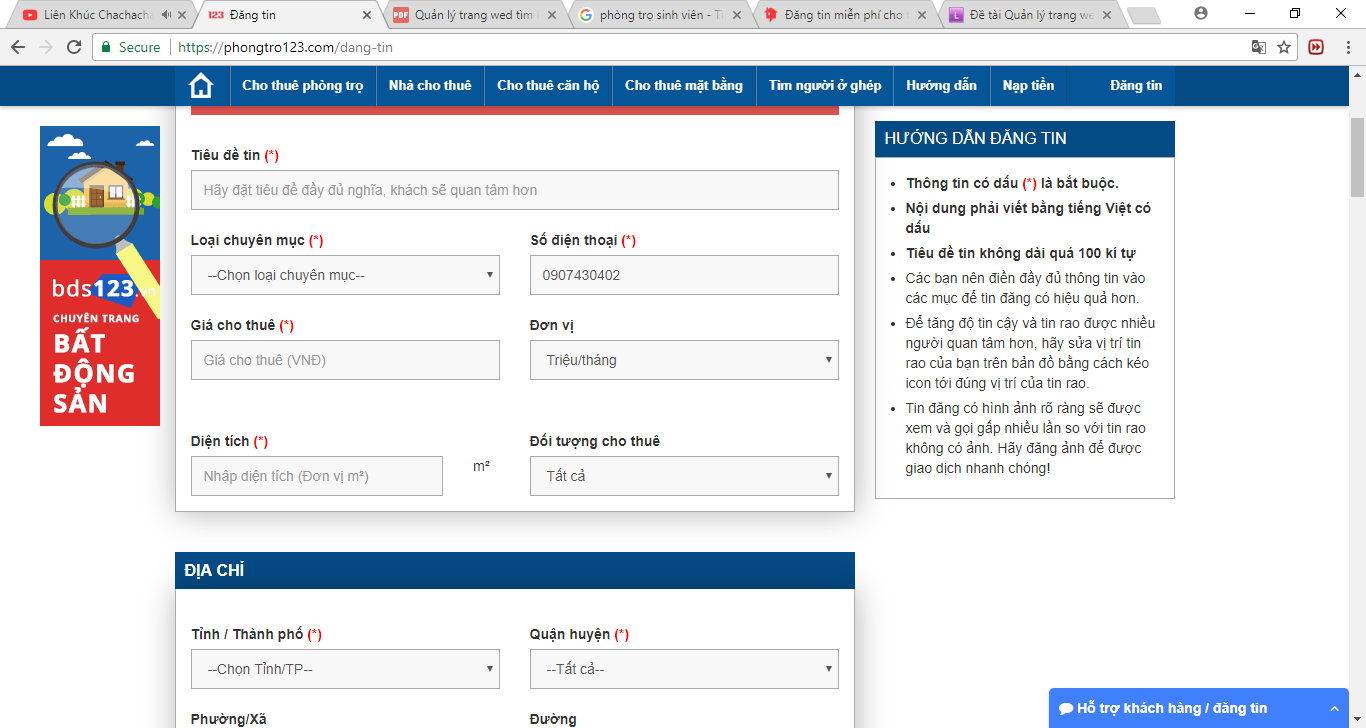 Liên Khúc Chachachá
123 Đăng tin
PDF Quản lý trang wed tìm
phòng trọ sinh viên - Tì
Đăng tin miễn phí cho
L Đề tài Quản lý trang we
Secure https://phongtro123.com/dang-tin
Cho thuê phòng trọ Nhà cho thuê Cho thuê căn hộ Cho thuê mặt bằng Tìm người ở ghép Hướng dẫn Nạp tiền Đăng tin
bds123.vn
CHUYÊN TRANG
BẤT
ĐỘNG
SẢN
Tiêu đề tin (*)
Hãy đặt tiêu đề đầy đủ nghĩa, khách sẽ quan tâm hơn
Loại chuyên mục (*) Số điện thoại (*)
--Chọn loại chuyên mục-- 0907430402
Giá cho thuê (*) Đơn vị
Giá cho thuê (VNĐ) Triệu/tháng
Diện tích (*) Đối tượng cho thuê
Nhập diện tích (Đơn vị m²) m² Tất cả
ĐỊA CHỈ
Tỉnh / Thành phố (*) Quận huyện (*)
--Chọn Tỉnh/TP-- --Tất cả--
Phường/Xã Đường
HƯỚNG DẪN ĐĂNG TIN
• Thông tin có dấu (*) là bắt buộc.
• Nội dung phải viết bằng tiếng Việt có
dấu
• Tiêu đề tin không dài quá 100 kí tự
• Các bạn nên điền đầy đủ thông tin vào
các mục để tin đăng có hiệu quả hơn.
• Để tăng độ tin cậy và tin rao được nhiều
người quan tâm hơn, hãy sửa vị trí tin
rao của bạn trên bản đồ bằng cách kéo
icon tới đúng vị trí của tin rao.
• Tin đăng có hình ảnh rõ ràng sẽ được
xem và gọi gấp nhiều lần so với tin rao
không có ảnh. Hãy đăng ảnh để được
giao dịch nhanh chóng!
Hỗ trợ khách hàng / đăng tin